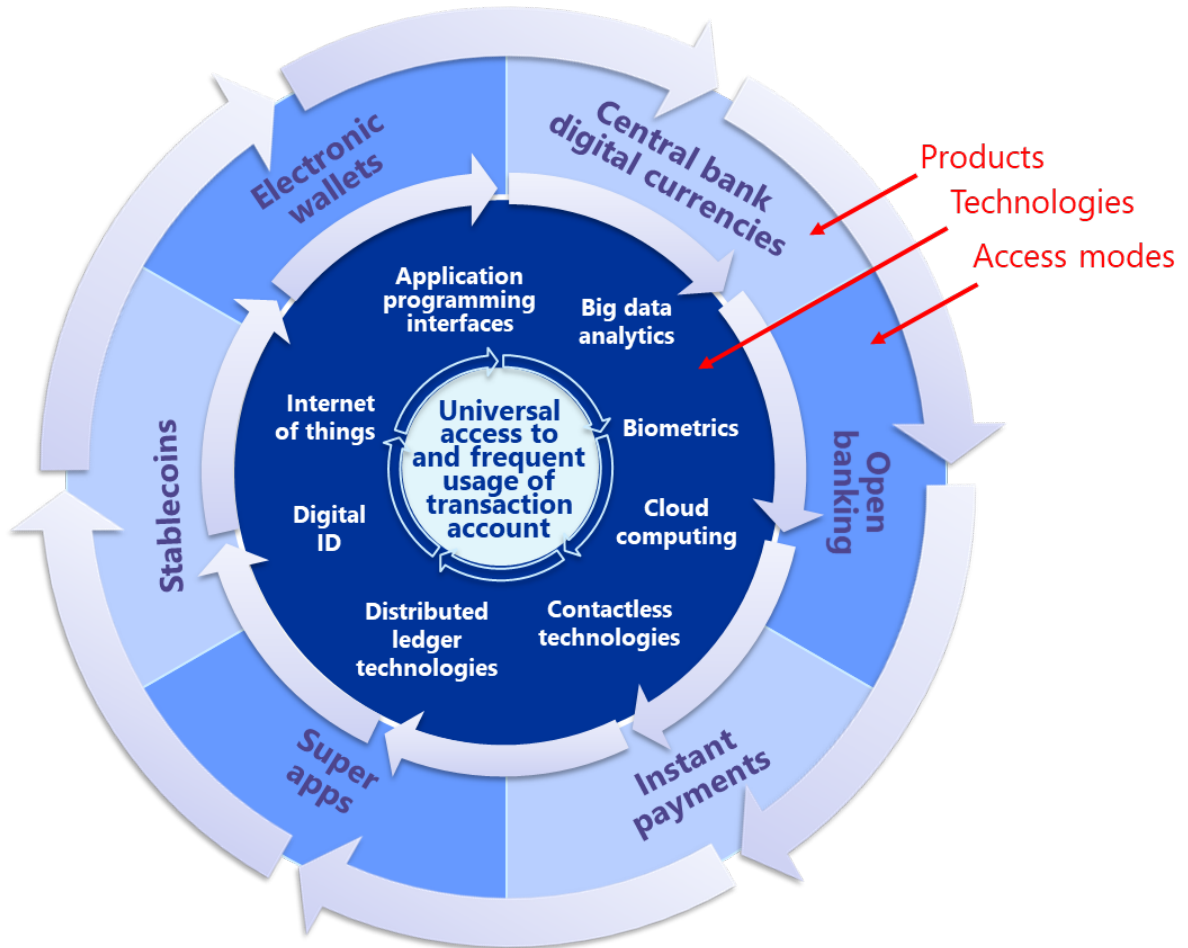 Electronic
wallets
Central bank
digital currencies
Products
Technologies
Access modes
Application
programming
interfaces
Big data
analytics
Internet
of things
Universal
access to
and frequent
usage of
transaction
account
Biometrics
Open
banking
Stablecoins
Digital
ID
Cloud
computing
Distributed
ledger
technologies
Contactless
technologies
Super
apps
Instant
payments